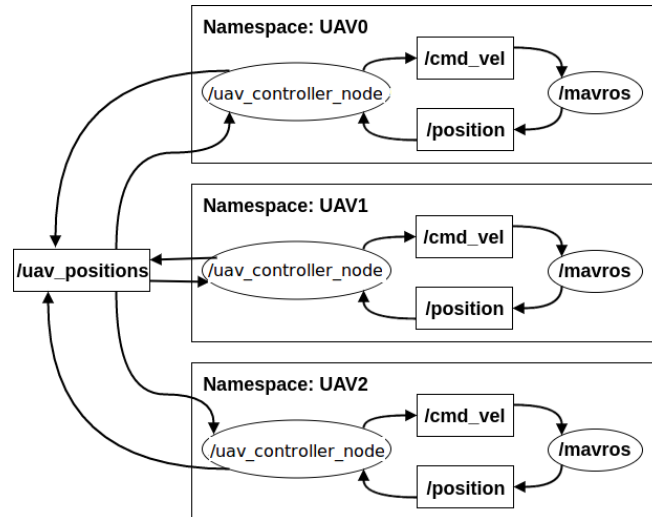 Namespace: UAV0
/uav_controller_node
/cmd_vel
/position
/mavros
Namespace: UAV1
/uav_positions
/uav_controller_node
/cmd_vel
/position
/mavros
Namespace: UAV2
/uav_controller_node
/cmd_vel
/position
/mavros